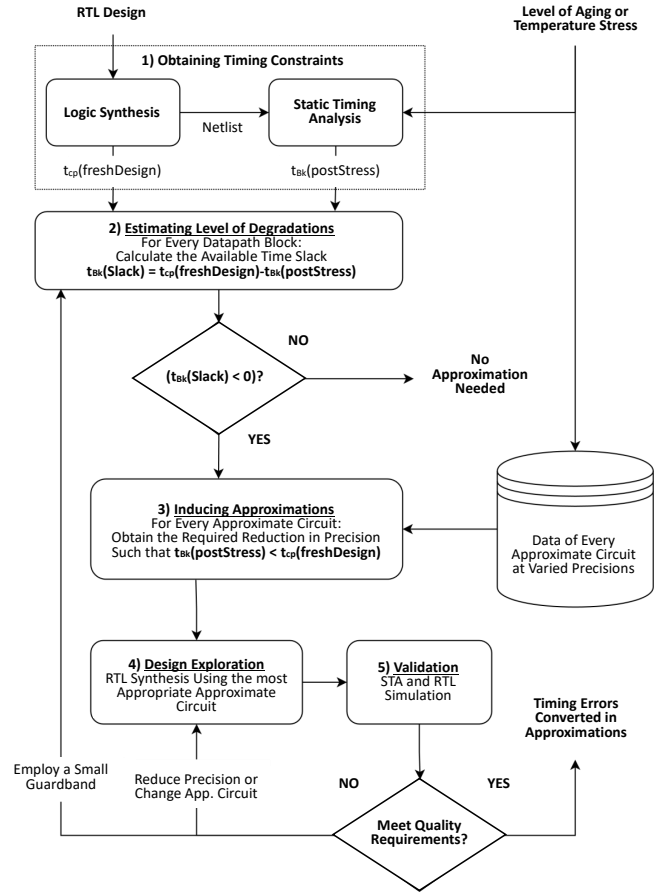 RTL Design
Level of Aging or
Temperature Stress
1) Obtaining Timing Constraints
Logic Synthesis
Netlist
Static Timing
Analysis
tcp(freshDesign)
tBk(postStress)
2) Estimating Level of Degradations
For Every Datapath Block:
Calculate the Available Time Slack
tBk(Slack) = tcp(freshDesign)-tBk(postStress)
NO
(tBk(Slack) < 0)?
No
Approximation
Needed
YES
3) Inducing Approximations
For Every Approximate Circuit:
Obtain the Required Reduction in Precision
Such that tBk(postStress) < tcp(freshDesign)
Data of Every
Approximate Circuit
at Varied Precisions
4) Design Exploration
RTL Synthesis Using the most
Appropriate Approximate
Circuit
5) Validation
STA and RTL
Simulation
Timing Errors
Converted in
Approximations
Employ a Small
Guardband
Reduce Precision or
Change App. Circuit
NO
YES
Meet Quality
Requirements?